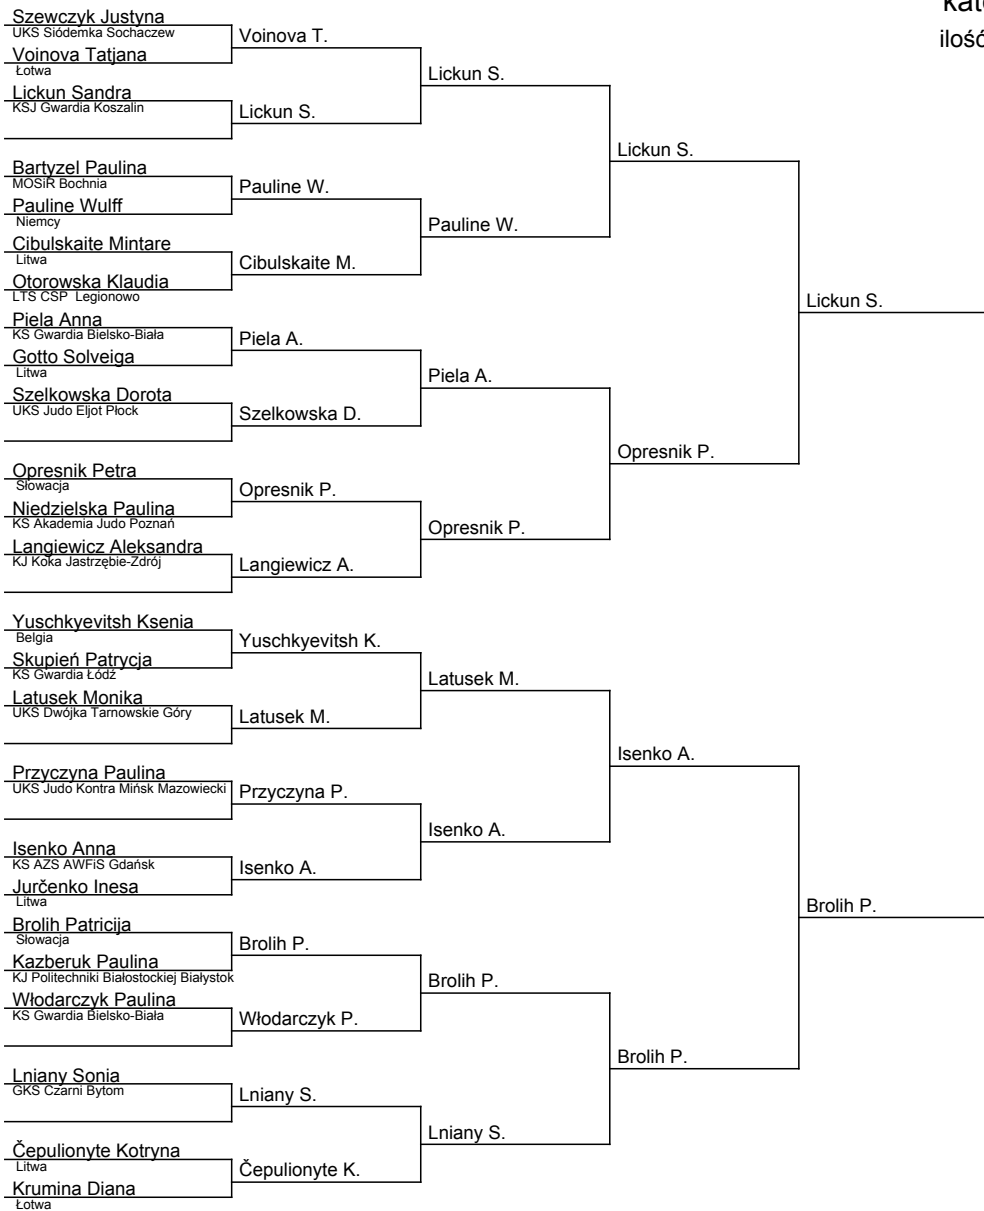 kat
ilość
Szewczyk Justyna
UKS Siódemka Sochaczew
Voinova Tatjana
Łotwa
Lickun Sandra
KSJ Gwardia Koszalin
Bartyzel Paulina
MOSiR Bochnia
Pauline Wulff
Niemcy
Cibulskaite Mintare
Litwa
Otorowska Klaudia
LTS CSP Legionowo
Piela Anna
KS Gwardia Bielsko-Biała
Gotto Solveiga
Litwa
Szelkowska Dorota
UKS Judo Eljot Płock
Opresnik Petra
Słowacja
Niedzielska Paulina
KS Akademia Judo Poznań
Langiewicz Aleksandra
KJ Koka Jastrzębie-Zdrój
Yuschkyevitsh Ksenia
Belgia
Skupień Patrycja
KS Gwardia Łódź
Latusek Monika
UKS Dwójka Tarnowskie Góry
Przyczyna Paulina
UKS Judo Kontra Mińsk Mazowiecki
Isenko Anna
KS AZS AWFiS Gdańsk
Jurčenko Inesa
Litwa
Brolih Patricija
Słowacja
Kazberuk Paulina
KJ Politechniki Białostockiej Białystok
Włodarczyk Paulina
KS Gwardia Bielsko-Biała
Lniany Sonia
GKS Czarni Bytom
Čepulionyte Kotryna
Litwa
Krumina Diana
Łotwa
Voinova T.
Lickun S.
Pauline W.
Cibulskaite M.
Piela A.
Szelkowska D.
Opresnik P.
Langiewicz A.
Yuschkyevitsh K.
Latusek M.
Przyczyna P.
Isenko A.
Brolih P.
Włodarczyk P.
Lniany S.
Čepulionyte K.
Lickun S.
Pauline W.
Piela A.
Opresnik P.
Latusek M.
Isenko A.
Brolih P.
Lniany S.
Lickun S.
Opresnik P.
Isenko A.
Brolih P.
Lickun S.
Brolih P.